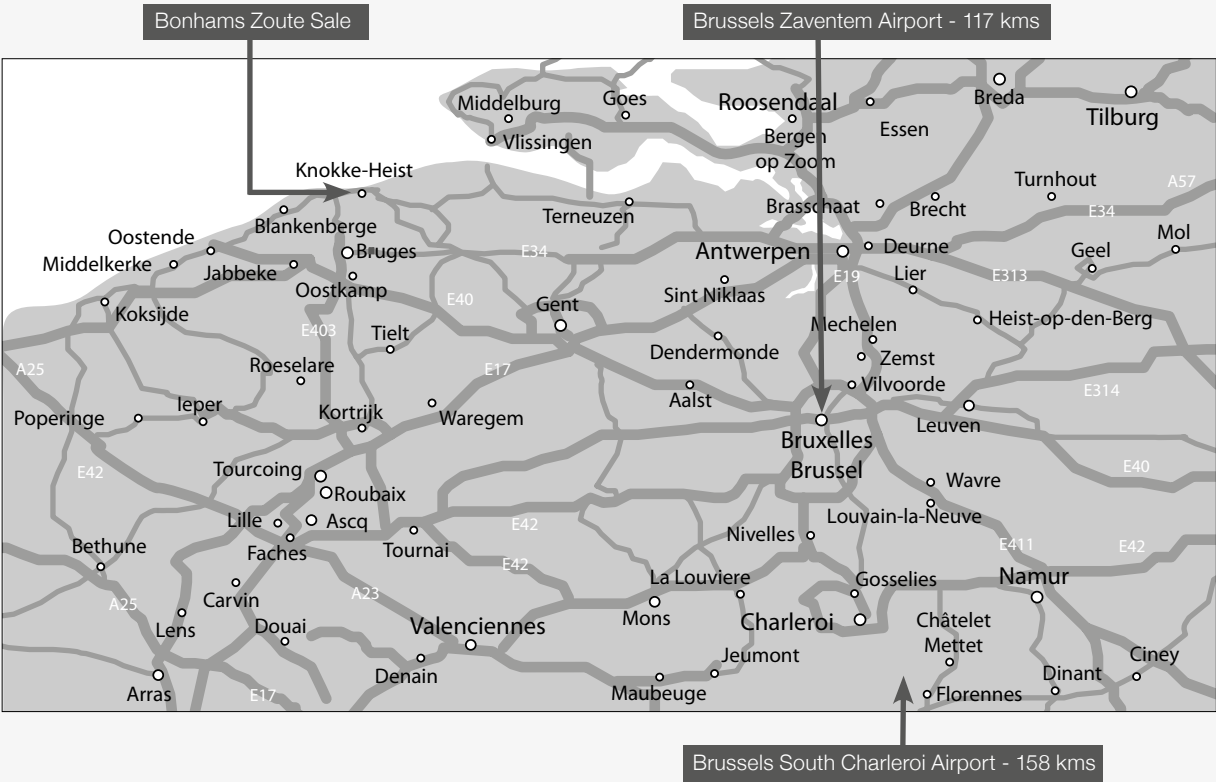 Bonhams Zoute Sale
Brussels Zaventem Airport - 117 kms
Middelburg
Goes
Roosendaal
Breda
Tilburg
Vlissingen
Bergen
op Zoom
Essen
Knokke-Heist
Turnhout
A57
Blankenberge
Terneuzen
Brasschaat
Brecht
E34
Oostende
Middelkerke
Jabbeke
Bruges
E34
Antwerpen
Deurne
Geel
Mol
Oostkamp
E40
Sint Niklaas
E19
Lier
E313
Koksijde
E403
Tielt
Gent
Mechelen
Heist-op-den-Berg
A25
Roeselare
E17
Dendermonde
Zemst
Vilvoorde
E314
Poperinge
Ieper
Kortrijk
Waregem
Aalst
Leuven
Bruxelles
Brussel
E42
Tourcoing
Roubaix
E40
Wavre
Lille
Ascq
E42
Louvain-la-Neuve
Bethune
Faches
Tournai
Nivelles
E411
E42
E42
A25
Carvin
A23
La Louviere
Gosselies
Namur
Lens
Douai
Valenciennes
Mons
Charleroi
Châtelet
Mettet
Arras
E17
Denain
Maubeuge
Jeumont
Florennes
Dinant
Ciney
Brussels South Charleroi Airport - 158 kms